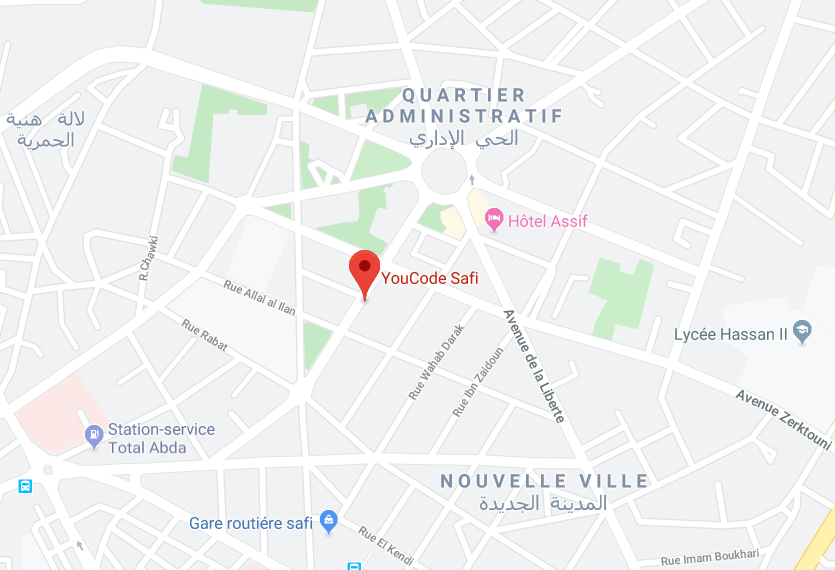 QUARTIER
ADMINISTRATIF
الحي الإداري
لالة هنية
الحمرية
Hôtel Assif
R.Chawki
YouCode Safi
Rue Allal al Ilan
Rue Rabat
Avenue de la Liberte
Rue Wahab Darak
Rue Ibn Zaidoun
Lycée Hassan II
Avenue Zerktouni
Station-service
Total Abda
NOUVELLE VILLE
المدينة الجديدة
Gare routiére safi
Rue El Kendi
Rue Imam Boukhari